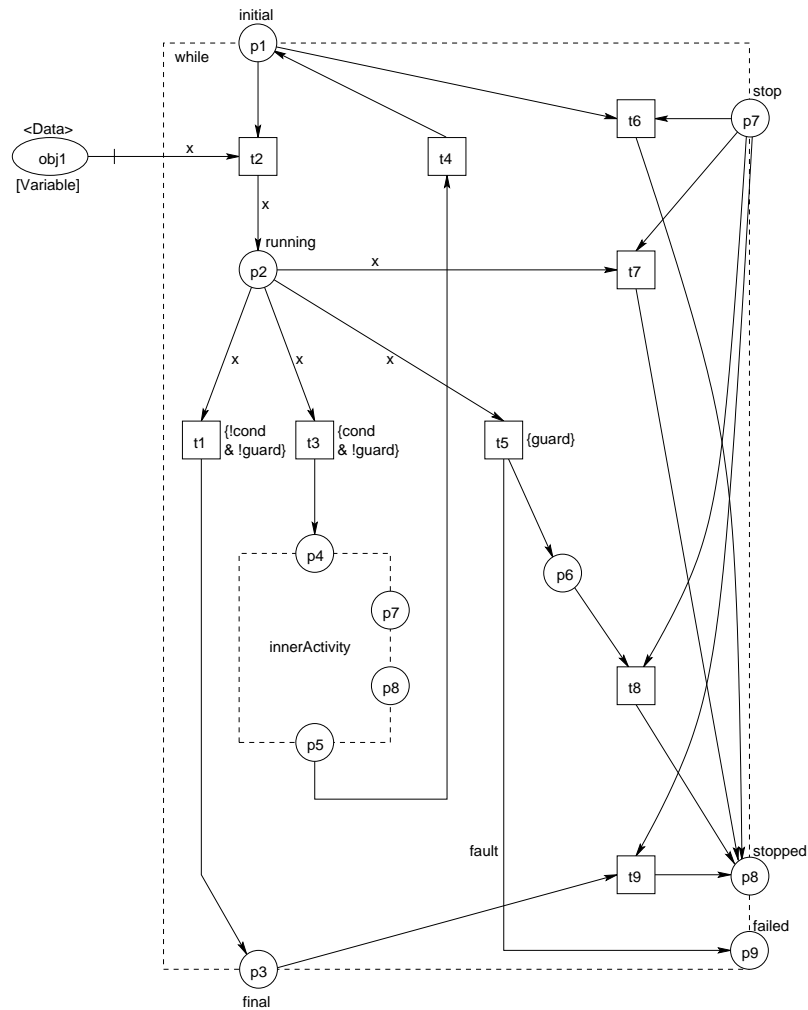 initial
p1
while
stop
<Data>
t6
p7
x
obj1
t2
t4
[Variable]
x
running
x
p2
t7
x
x
x
{!cond
{cond
t1
t3
t5
{guard}
& !guard}
& !guard}
p4
p6
p7
innerActivity
p8
t8
p5
fault
stopped
t9
p8
failed
p9
p3
final